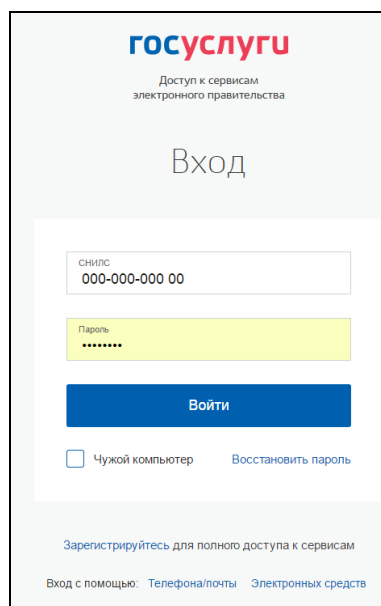 госуслуги
Доступ к сервисам
электронного правительства
Вход
СНИЛС
000-000-000 00
Пароль
••••••••
Войти
Чужой компьютер Восстановить пароль
Зарегистрируйтесь для полного доступа к сервисам
Вход с помощью: Телефона/почты Электронных средств